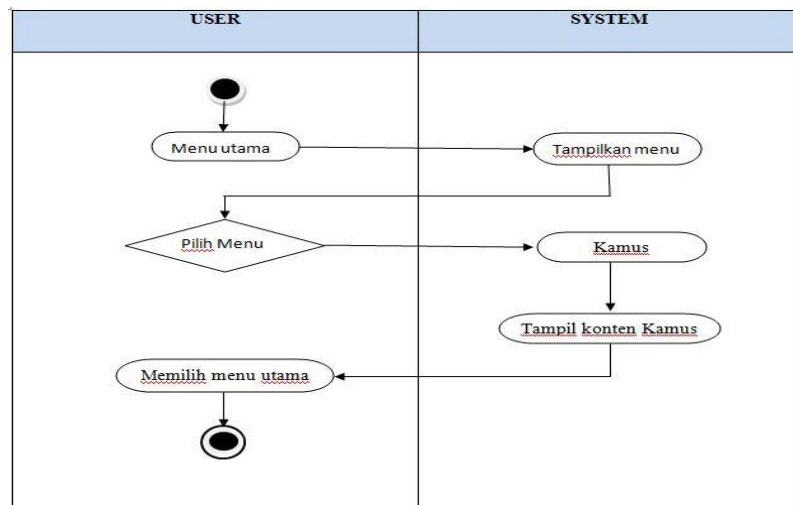 USER
SYSTEM
Menu utama
Tampilkan menu
Pilih Menu
Kamus
Tampil konten Kamus
Memilih menu utama